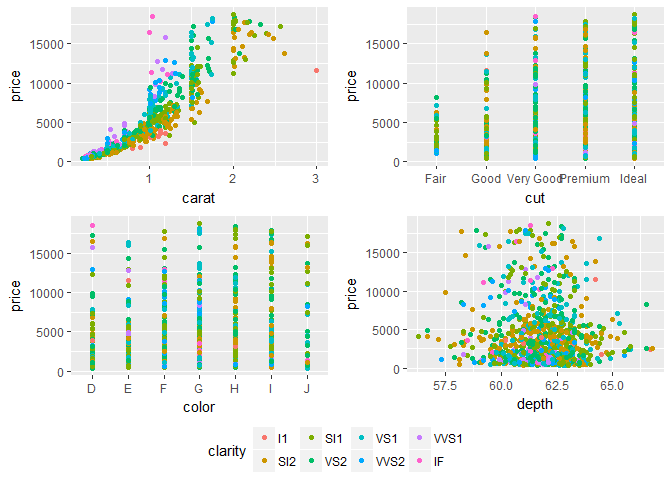 15000
10000
5000
0
price
1 2 3
carat
15000
10000
5000
0
price
Fair Good Very Good Premium Ideal
cut
15000
10000
5000
0
price
D E F G H I J
color
15000
10000
5000
0
price
57.5 60.0 62.5 65.0
depth
clarity
I1 SI1 VS1 VVS1
SI2 VS2 VVS2 IF